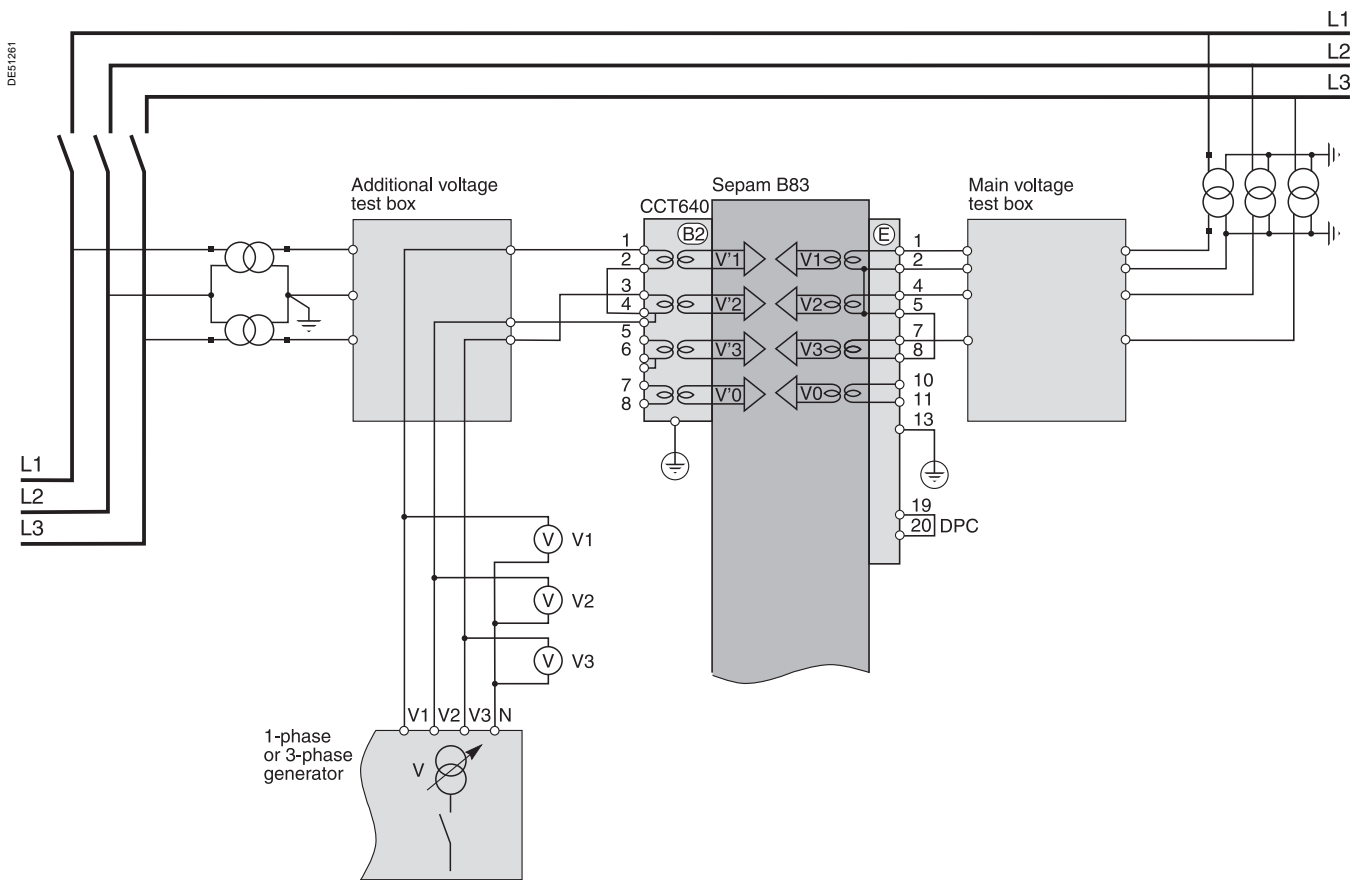 DE51261
L1
L2
L3
Additional voltage
test box
CCT640
Sepam B83
Main voltage
test box
B2
E
1
2
3
4
5
6
7
8
V'1
V'2
V'3
V'0
V1
V2
V3
V0
1
2
4
5
7
8
10
11
13
19
20
DPC
L1
L2
L3
V
V1
V
V2
V
V3
V1
V2
V3
N
1-phase
or 3-phase
generator
V